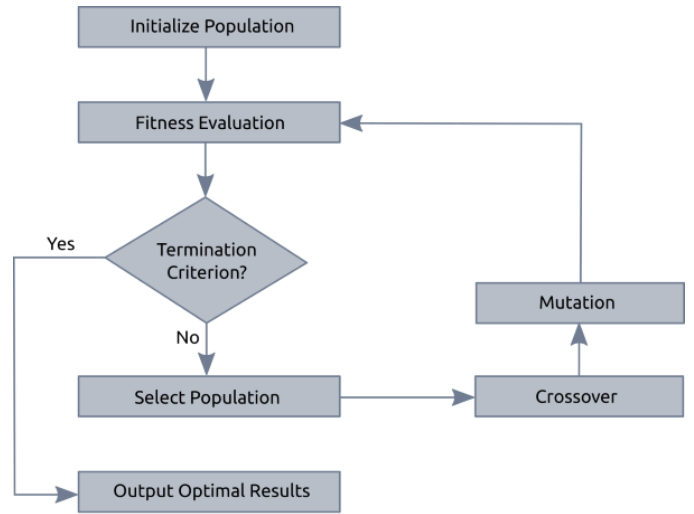 Initialize Population
Fitness Evaluation
Termination
Criterion?
Yes
No
Select Population
Crossover
Mutation
Output Optimal Results